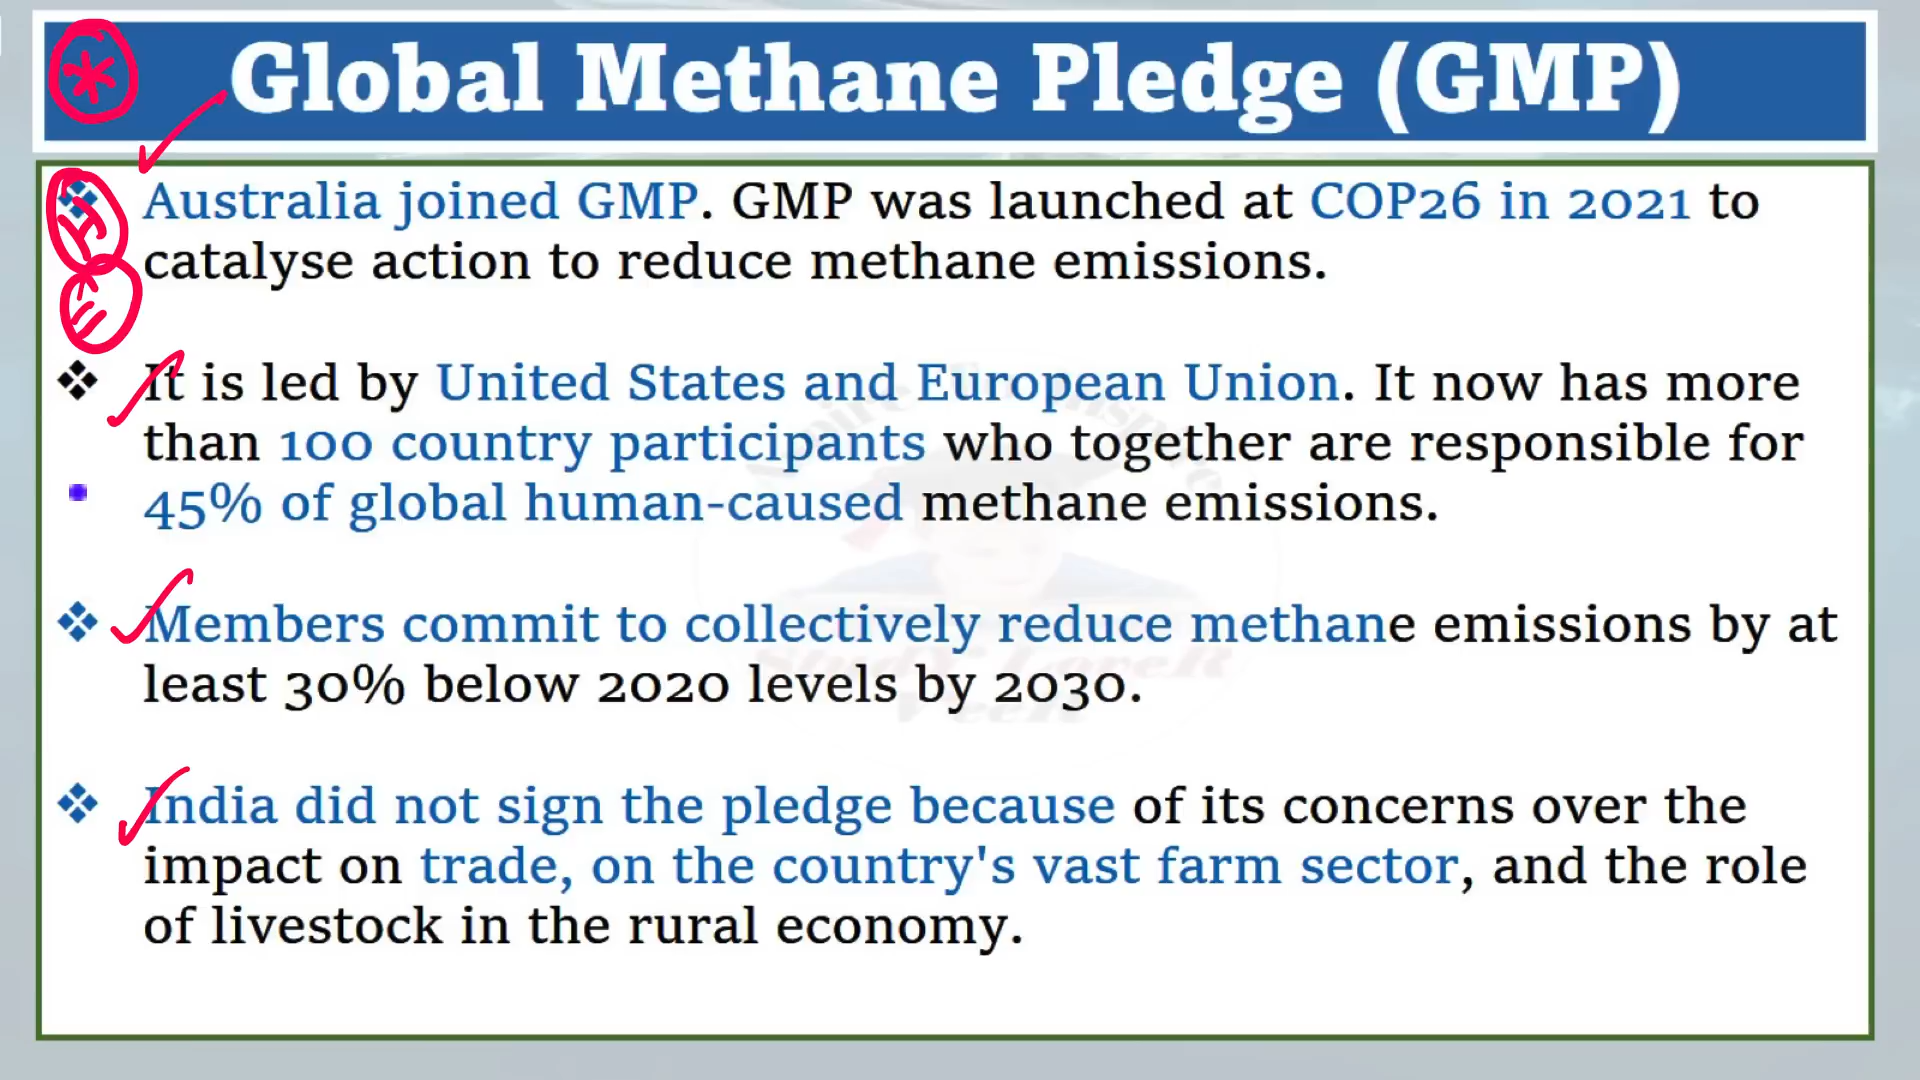 Global Methane Pledge (GMP)
Australia joined GMP. GMP was launched at COP26 in 2021 to
catalyse action to reduce methane emissions.
It is led by United States and European Union. It now has more
than 100 country participants who together are responsible for
45% of global human-caused methane emissions.
Members commit to collectively reduce methane emissions by at
least 30% below 2020 levels by 2030.
India did not sign the pledge because of its concerns over the
impact on trade, on the country's vast farm sector, and the role
of livestock in the rural economy.